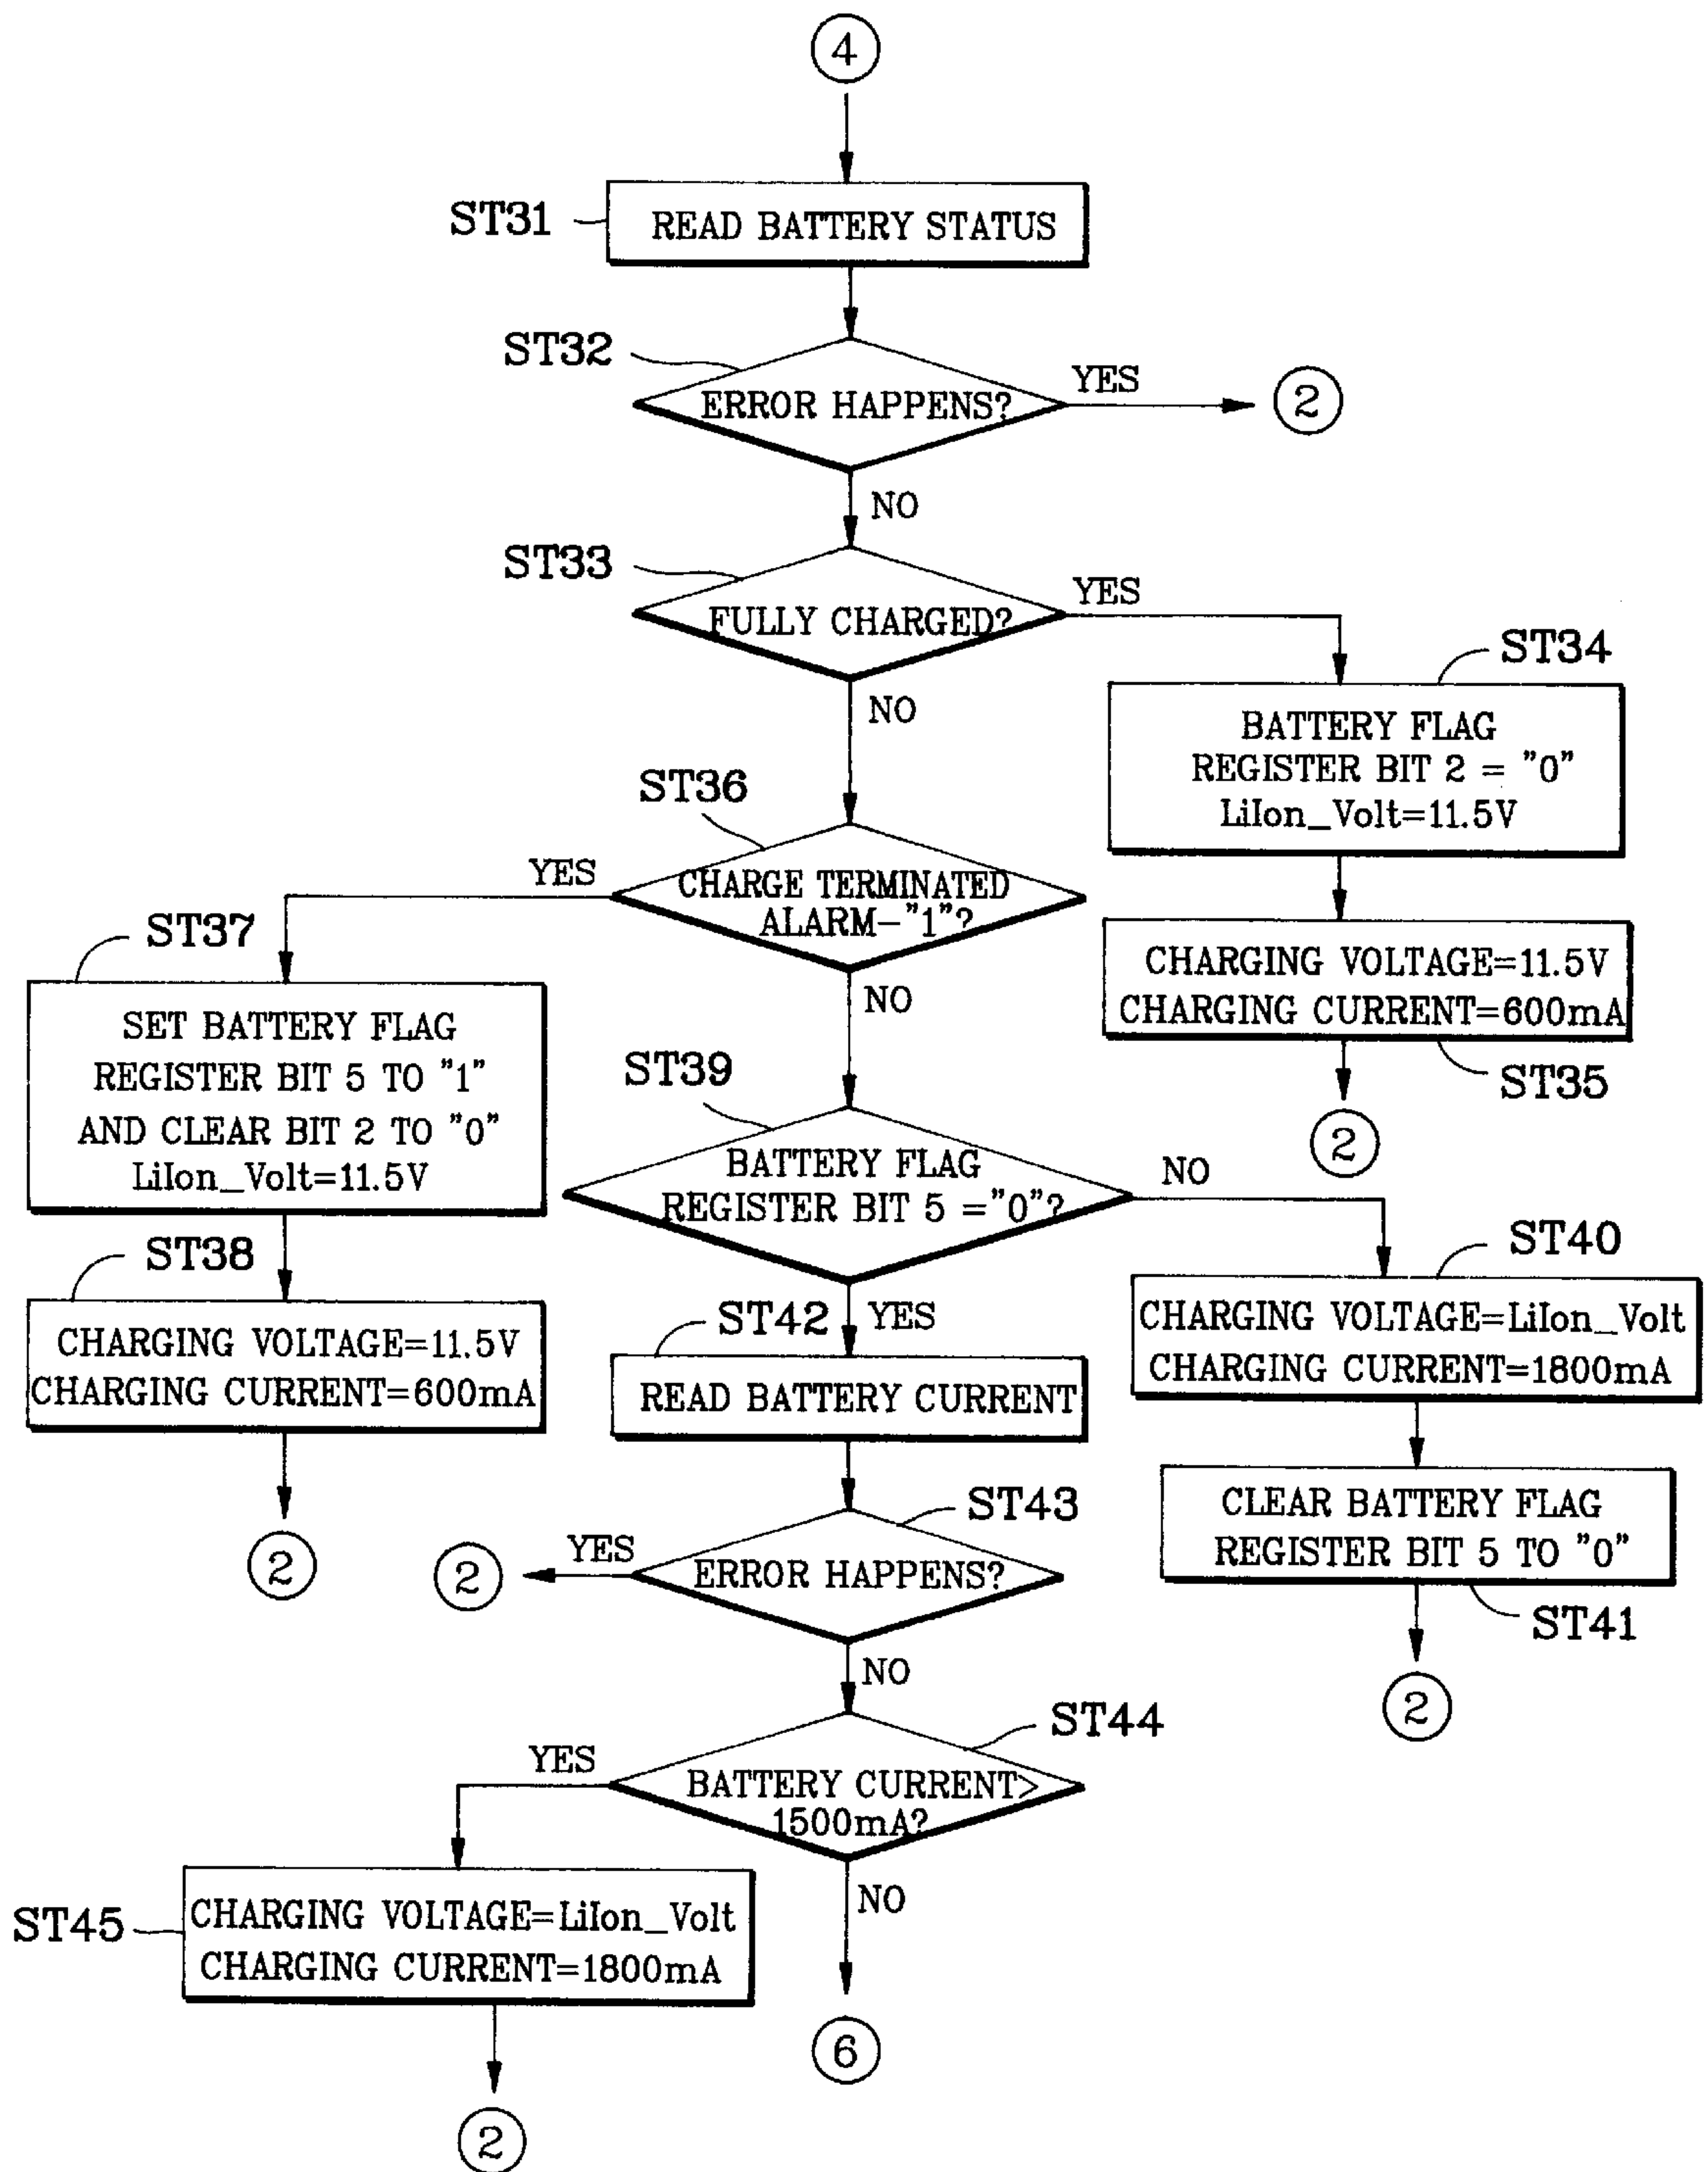 4
ST31
READ BATTERY STATUS
ST32
ERROR HAPPENS?
YES
2
NO
ST33
FULLY CHARGED?
YES
NO
ST34
BATTERY FLAG
REGISTER BIT 2 = "0"
LiIon_Volt=11.5V
ST36
YES
CHARGE TERMINATED
ALARM-"1"?
NO
CHARGING VOLTAGE=11.5V
CHARGING CURRENT=600mA
ST35
2
ST37
SET BATTERY FLAG
REGISTER BIT 5 TO "1"
AND CLEAR BIT 2 TO "0"
LiIon_Volt=11.5V
ST39
BATTERY FLAG
REGISTER BIT 5 ="0"?
NO
YES
ST38
CHARGING VOLTAGE=11.5V
CHARGING CURRENT=600mA
2
ST40
CHARGING VOLTAGE=LiIon_Volt
CHARGING CURRENT=1800mA
ST42
READ BATTERY CURRENT
CLEAR BATTERY FLAG
REGISTER BIT 5 TO "0"
ST41
2
ST43
ERROR HAPPENS?
YES
2
NO
ST44
BATTERY CURRENT>
1500mA?
YES
NO
ST45
CHARGING VOLTAGE=LiIon_Volt
CHARGING CURRENT=1800mA
6
2